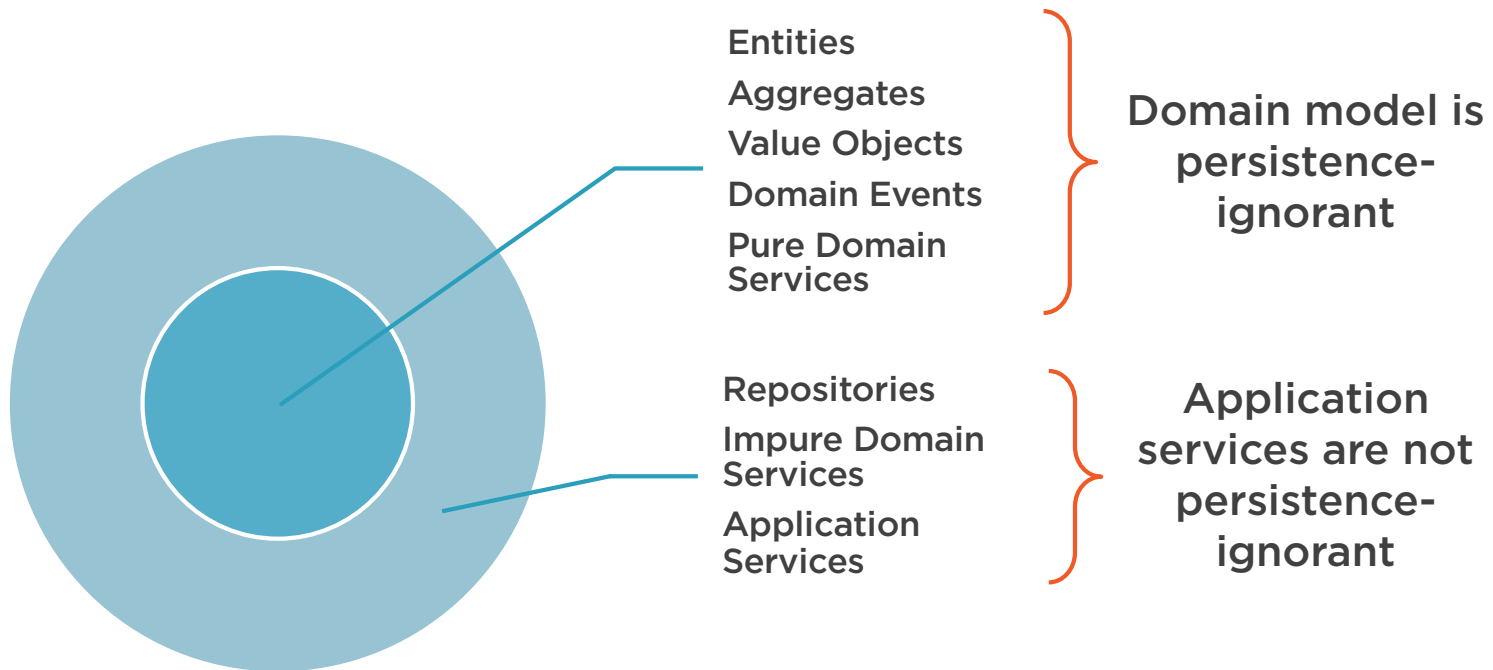 Entities
Aggregates
Value Objects
Domain Events
Pure Domain
Services
Domain model is
persistence-
ignorant
Repositories
Impure Domain
Services
Application
Services
Application
services are not
persistence-
ignorant